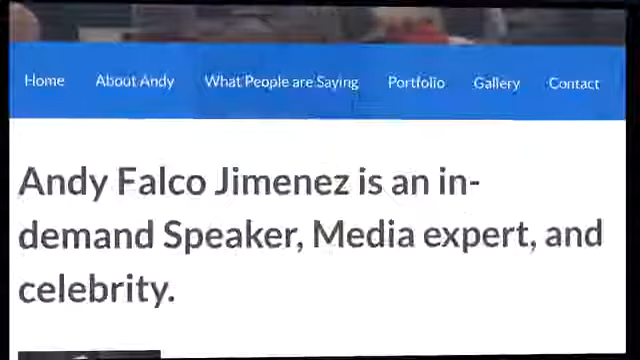 Home About Andy What People are Saying Portfolio Gallery Contact
Andy Falco Jimenez is an in-
demand Speaker, Media expert, and
celebrity.